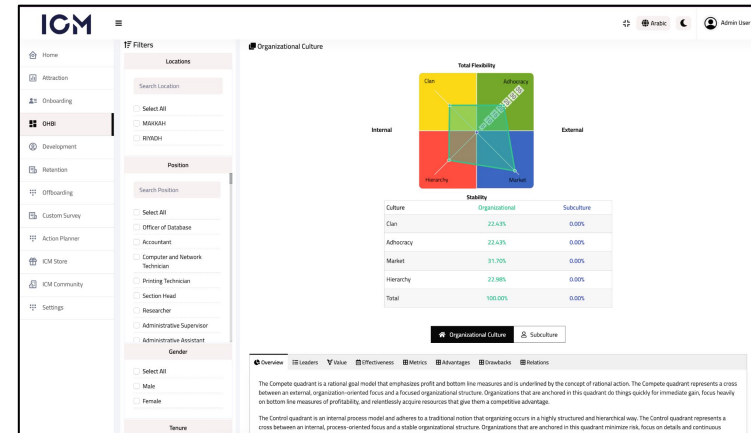 ICM
Arabic
Admin User
Home
Attraction
Onboarding
OHBI
Development
Retention
Offboarding
Custom Survey
Action Planner
ICM Store
ICM Community
Settings
Filters
Locations
Search Location
Select All
MAKKAH
RIYADH
Position
Search Position
Select All
Officer of Database
Accountant
Computer and Network
Technician
Printing Technician
Section Head
Researcher
Administrative Supervisor
Administrative Assistant
Gender
Select All
Male
Female
Tenure
Organizational Culture
Total Flexibility
Clan
Adhocracy
Internal
External
Hierarchy
Market
Stability
Culture Organizational Subculture
Clan 22.43% 0.00%
Adhocracy 22.43% 0.00%
Market 31.70% 0.00%
Hierarchy 22.98% 0.00%
Total 100.00% 0.00%
Organizational Culture Subculture
Overview Leaders Value Effectiveness Metrics Advantages Drawbacks Relations
The Compete quadrant is a rational goal model that emphasizes profit and bottom line measures and is underlined by the concept of rational action. The Compete quadrant represents a cross
between an external, organization-oriented focus and a focused organizational structure. Organizations that are anchored in this quadrant do things quickly for immediate gain, focus heavily
on bottom line measures of profitability, and relentlessly acquire resources that give them a competitive advantage.
The Control quadrant is an internal process model and adheres to a traditional notion that organizing occurs in a highly structured and hierarchical way. The Control quadrant represents a
cross between an internal, process-oriented focus and a stable organizational structure. Organizations that are anchored in this quadrant minimize risk, focus on details and continuous